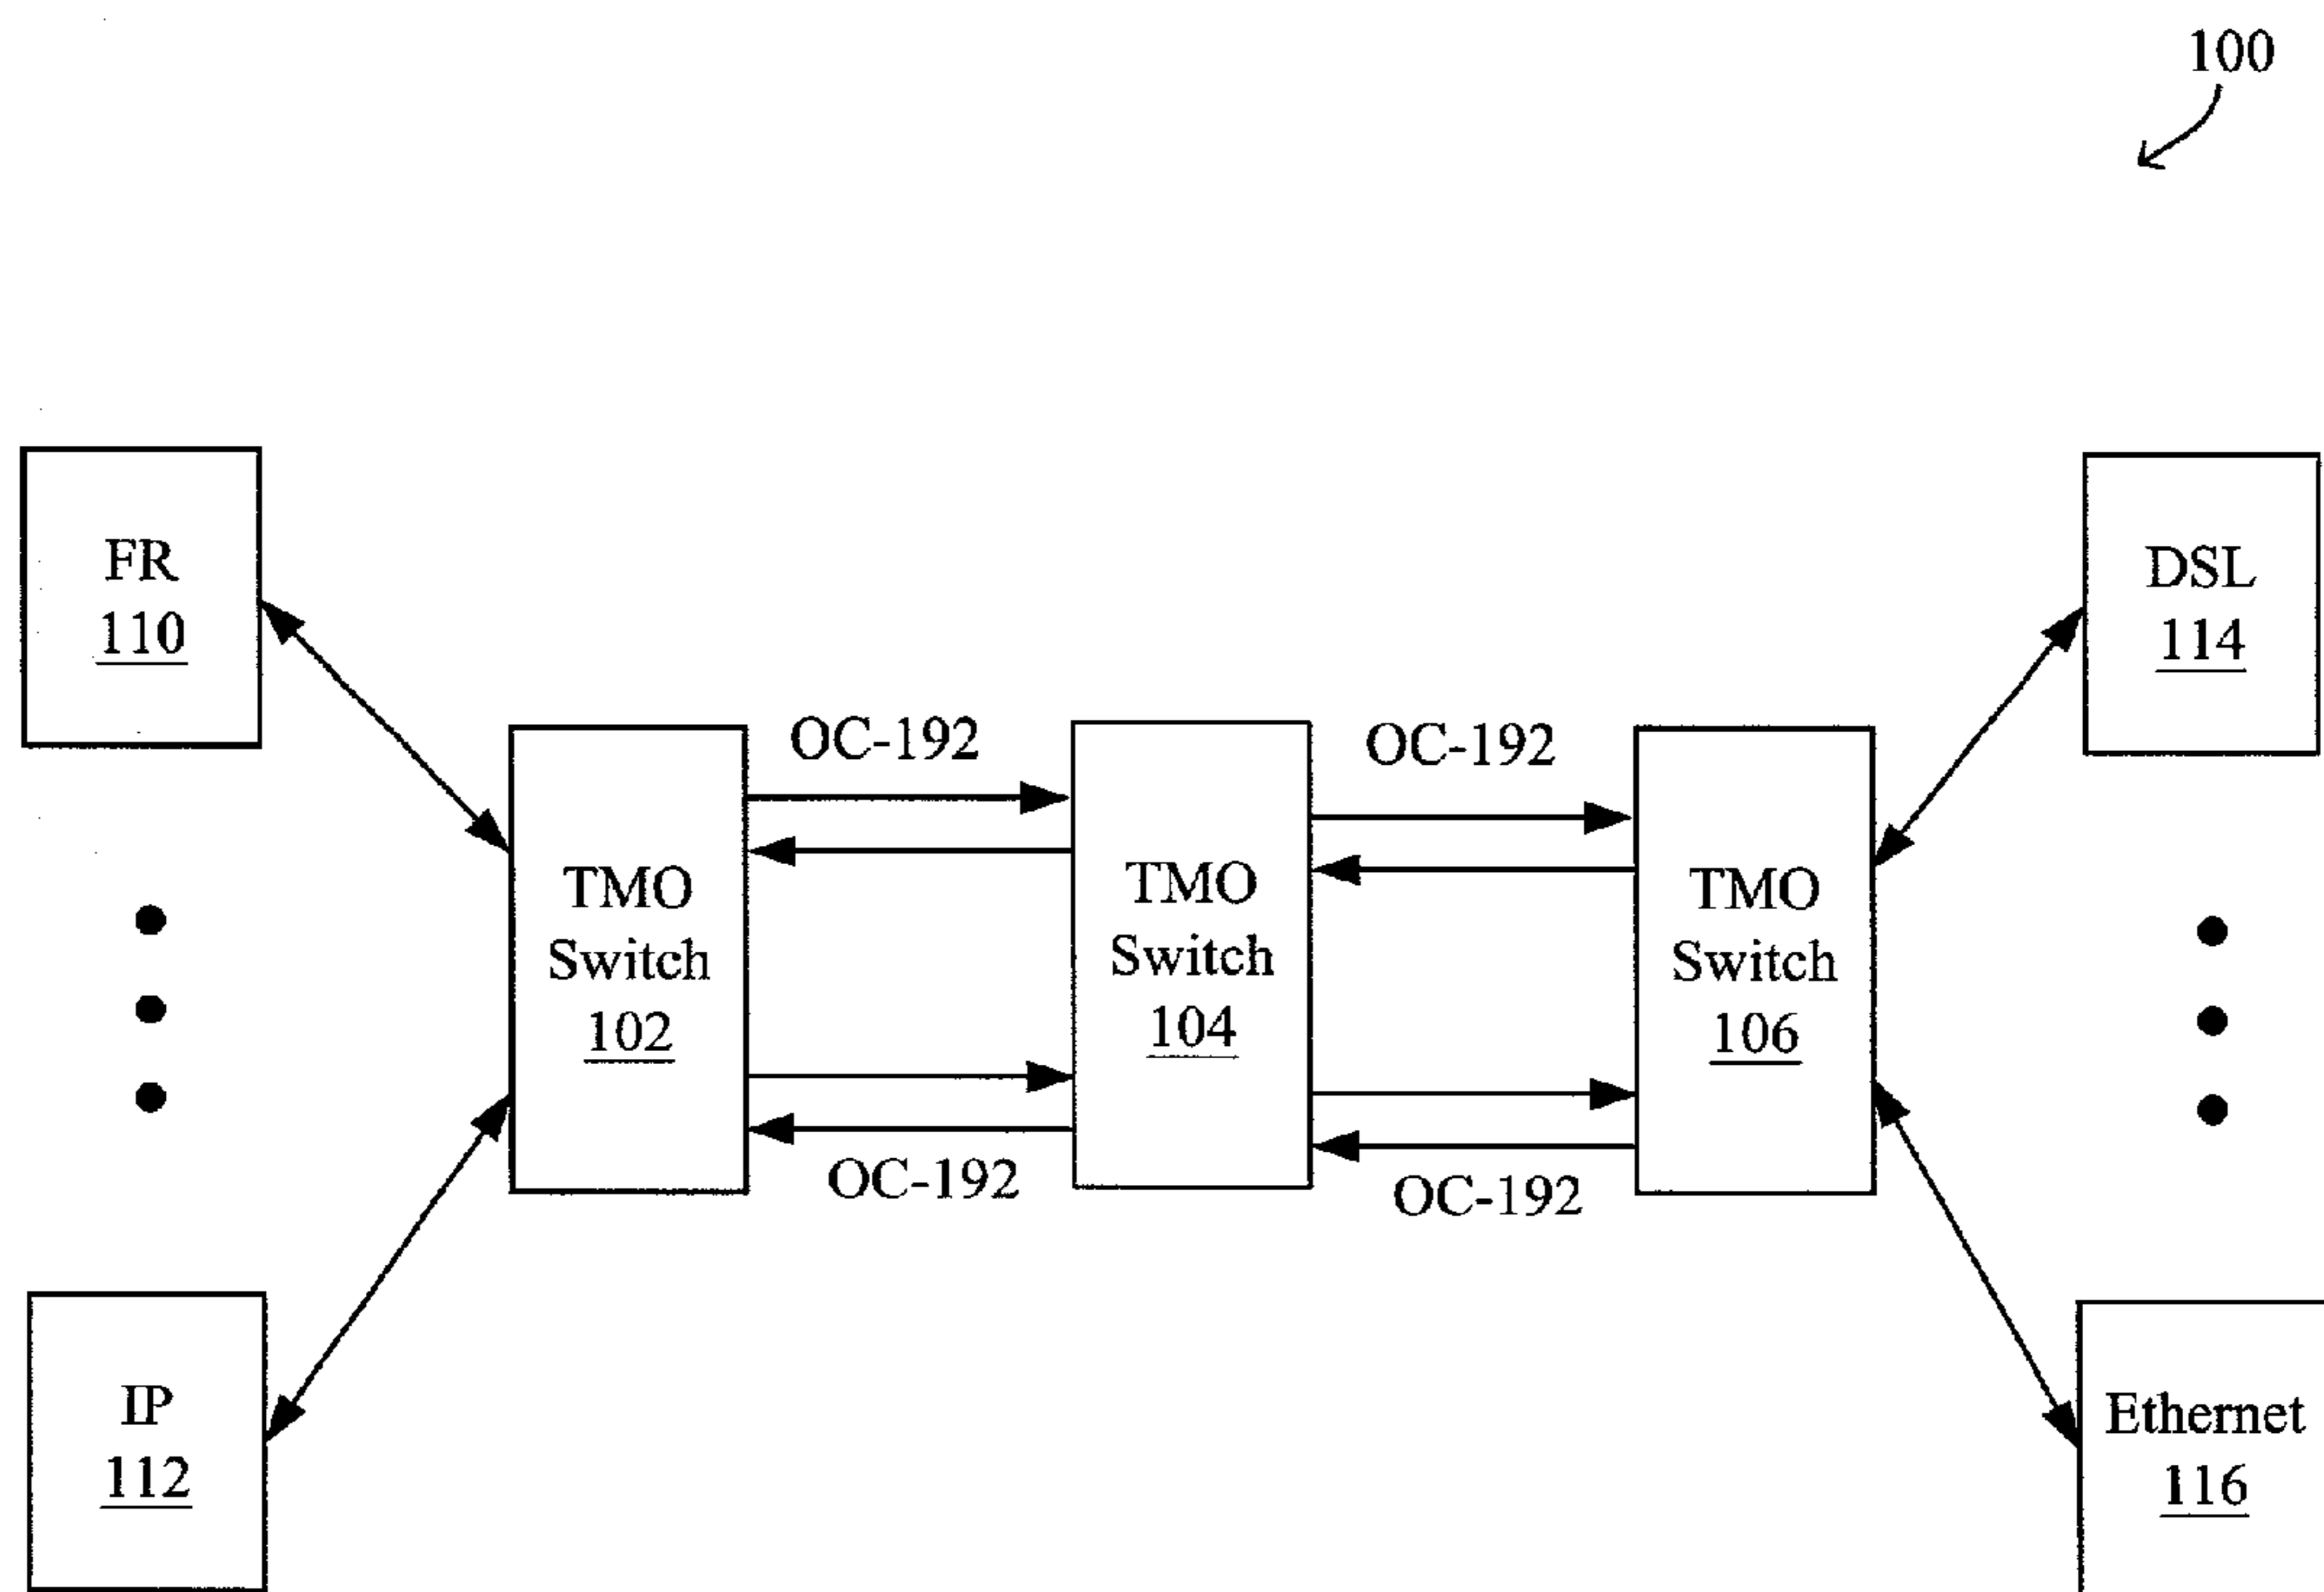 100
FR
110
DSL
114
OC-192
OC-192
TMO
Switch
102
TMO
Switch
104
TMO
Switch
106
OC-192
OC-192
IP
112
Ethernet
116